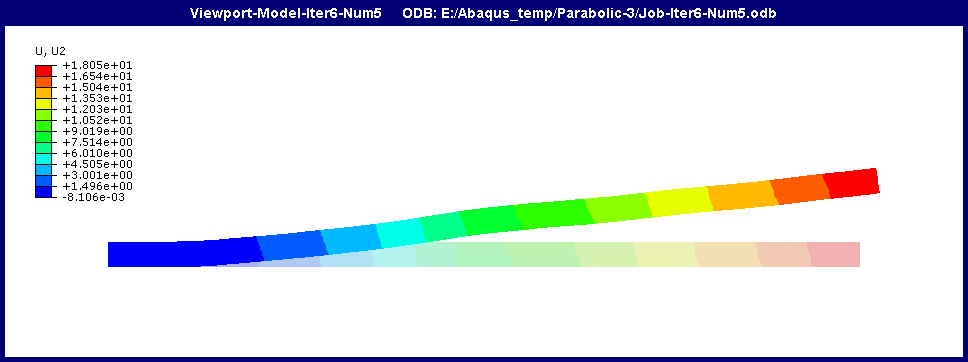 Viewport-Model-Iter6-Num5 ODB: E:/Abaqus_temp/Parabolic-3/Job-Iter6-Num5.odb
U, U2
+1.805e+01
+1.654e+01
+1.504e+01
+1.353e+01
+1.203e+01
+1.052e+01
+9.019e+00
+7.514e+00
+6.010e+00
+4.505e+00
+3.001e+00
+1.496e+00
-8.106e-03